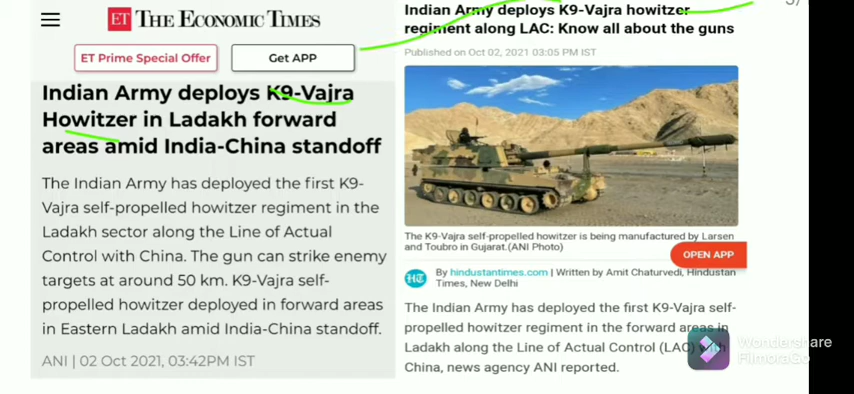 ET THE ECONOMIC TIMES
ET Prime Special Offer
Get APP
Indian Army deploys K9-Vajra
Howitzer in Ladakh forward
areas amid India-China standoff
The Indian Army has deployed the first K9-
Vajra self-propelled howitzer regiment in the
Ladakh sector along the Line of Actual
Control with China. The gun can strike enemy
targets at around 50 km. K9-Vajra self-
propelled howitzer deployed in forward areas
in Eastern Ladakh amid India-China standoff.
ANI | 02 Oct 2021, 03:42PM IST
Indian Army deploys K9-Vajra howitzer
regiment along LAC: Know all about the guns
Published on Oct 02, 2021 03:05 PM IST
The K9-Vajra self-propelled howitzer is being manufactured by Larsen
and Toubro in Gujarat.(ANI Photo)
OPEN APP
HT
By hindustantimes.com | Written by Amit Chaturvedi, Hindustan
Times, New Delhi
The Indian Army has deployed the first K9-Vajra self-
propelled howitzer regiment in the forward areas in
Ladakh along the Line of Actual Control (LAC) with
China, news agency ANI reported.
Wondershare
FilmoraGo